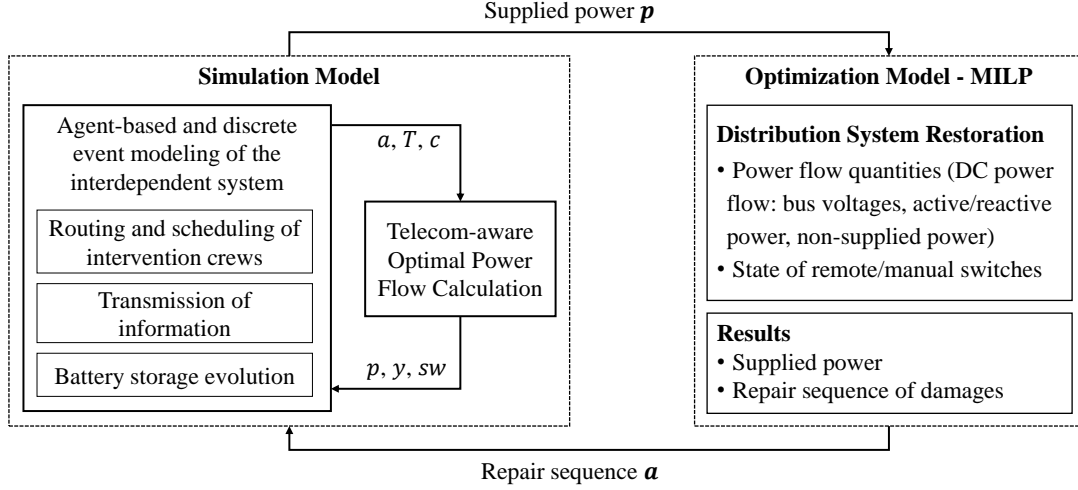 Supplied power p
Simulation Model
Agent-based and discrete
event modeling of the
interdependent system
Routing and scheduling of
intervention crews
Transmission of
information
Battery storage evolution
a, T, c
Telecom-aware
Optimal Power
Flow Calculation
p, y, sw
Optimization Model - MILP
Distribution System Restoration
• Power flow quantities (DC power
flow: bus voltages, active/reactive
power, non-supplied power)
• State of remote/manual switches
Results
• Supplied power
• Repair sequence of damages
Repair sequence a